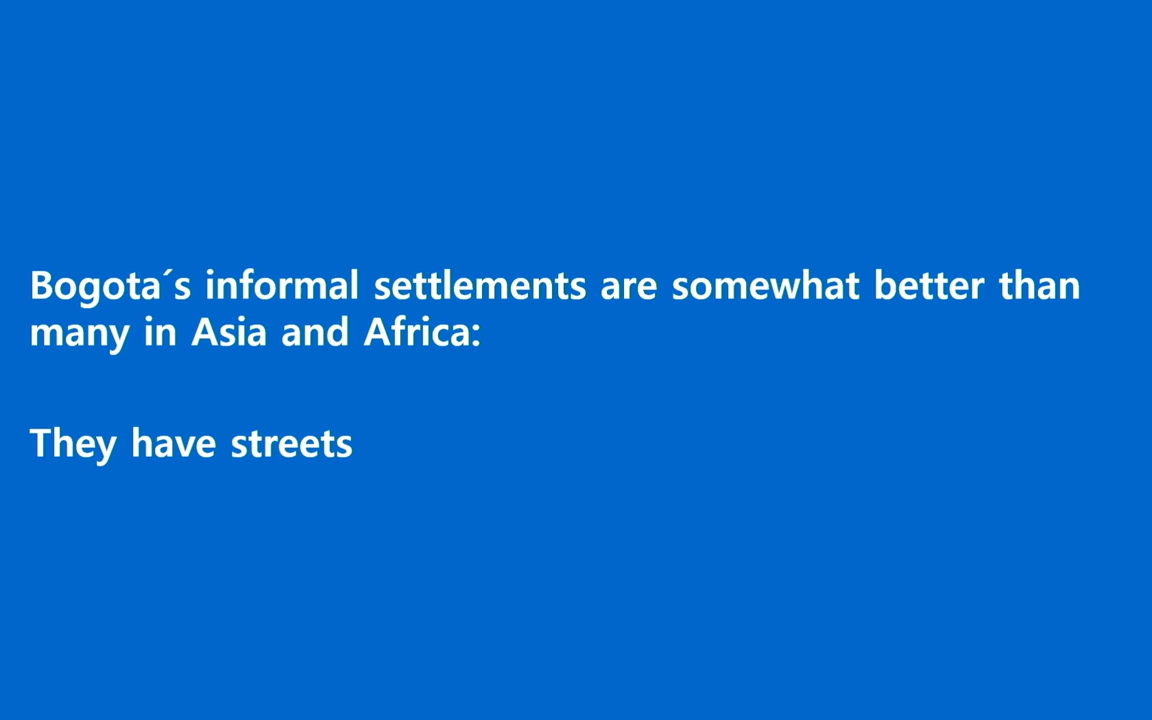 Bogota´s informal settlements are somewhat better than
many in Asia and Africa:
They have streets